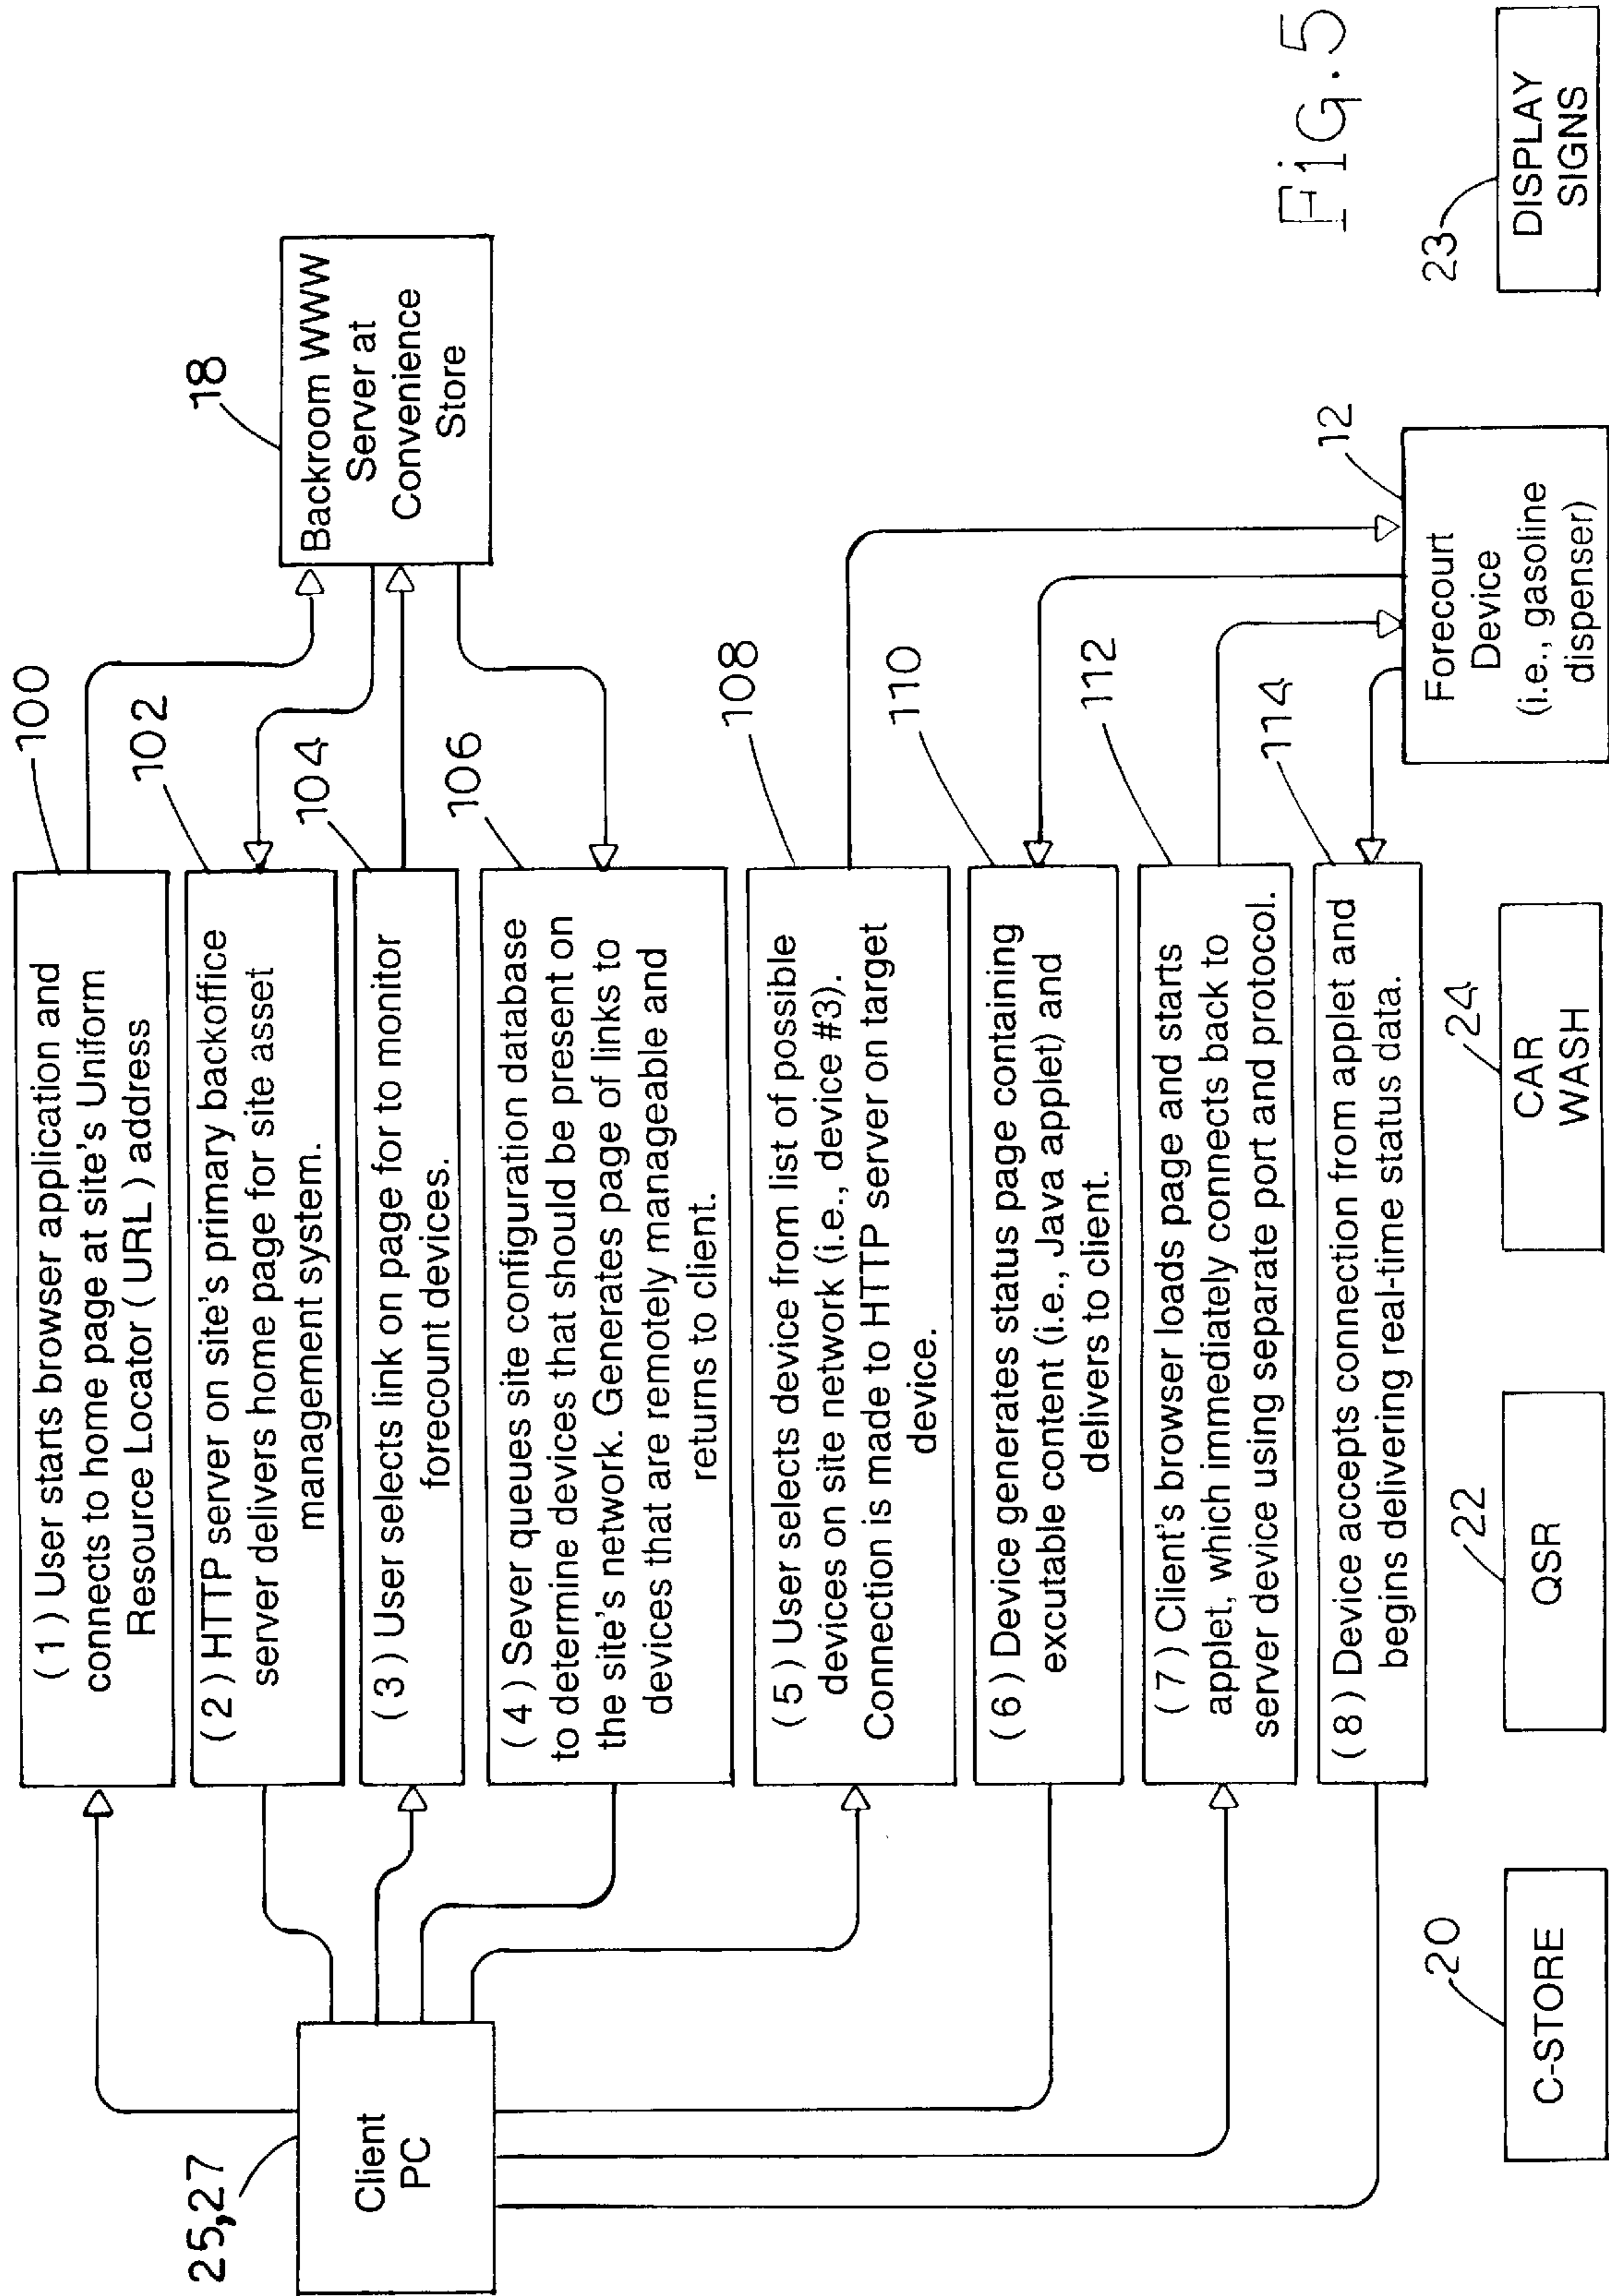 100
( 1 ) User starts browser application and
connects to home page at site's Uniform
Resource Locator ( URL ) address
102
( 2 ) HTTP server on site's primary backoffice
server delivers home page for site asset
management system.
104
( 3 ) User selects link on page for to monitor
forecount devices.
106
( 4 ) Sever queues site configuration database
to determine devices that should be present on
the site's network. Generates page of links to
devices that are remotely manageable and
returns to client.
108
( 5 ) User selects device from list of possible
devices on site network (i.e., device #3).
Connection is made to HTTP server on target
device.
110
( 6 ) Device generates status page containing
excutable content (i.e., Java applet) and
delivers to client.
112
( 7 ) Client's browser loads page and starts
applet, which immediately connects back to
server device using separate port and protocol.
114
( 8 ) Device accepts connection from applet and
begins delivering real-time status data.
25,27
Client
PC
18
Backroom WWW
Server at
Convenience
Store
12
Forecourt
Device
(i.e., gasoline
dispenser)
20
C-STORE
22
QSR
24
CAR
WASH
23
DISPLAY
SIGNS
Fig.5